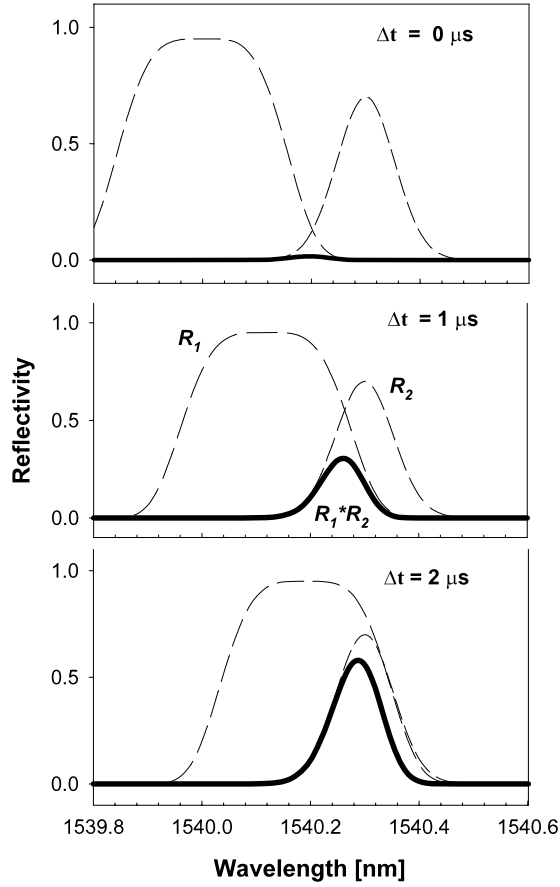 Δt = 0 μs
1.0
0.5
0.0
Δt = 1 μs
R1
1.0
R2
0.5
R1*R2
0.0
Reflectivity
Δt = 2 μs
1.0
0.5
0.0
1539.8 1540.0 1540.2 1540.4 1540.6
Wavelength [nm]